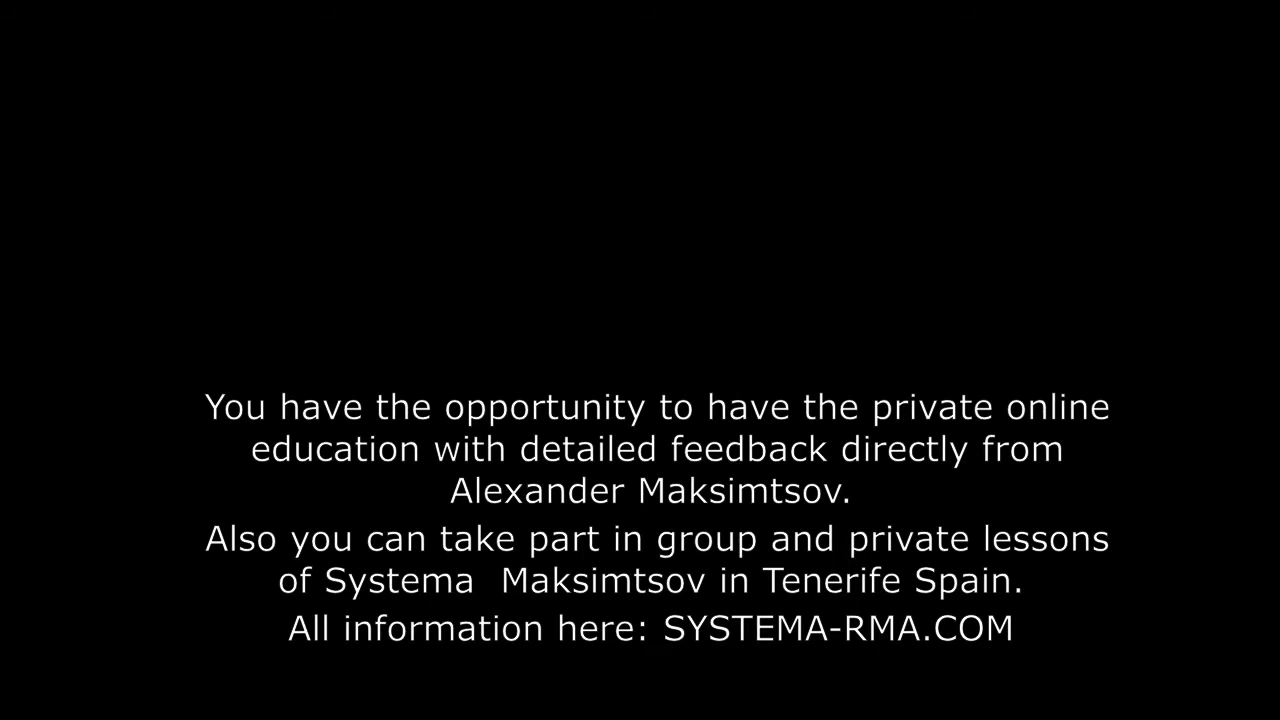 You have the opportunity to have the private online
education with detailed feedback directly from
Alexander Maksimtsov.
Also you can take part in group and private lessons
of Systema  Maksimtsov in Tenerife Spain.
All information here: SYSTEMA-RMA.COM